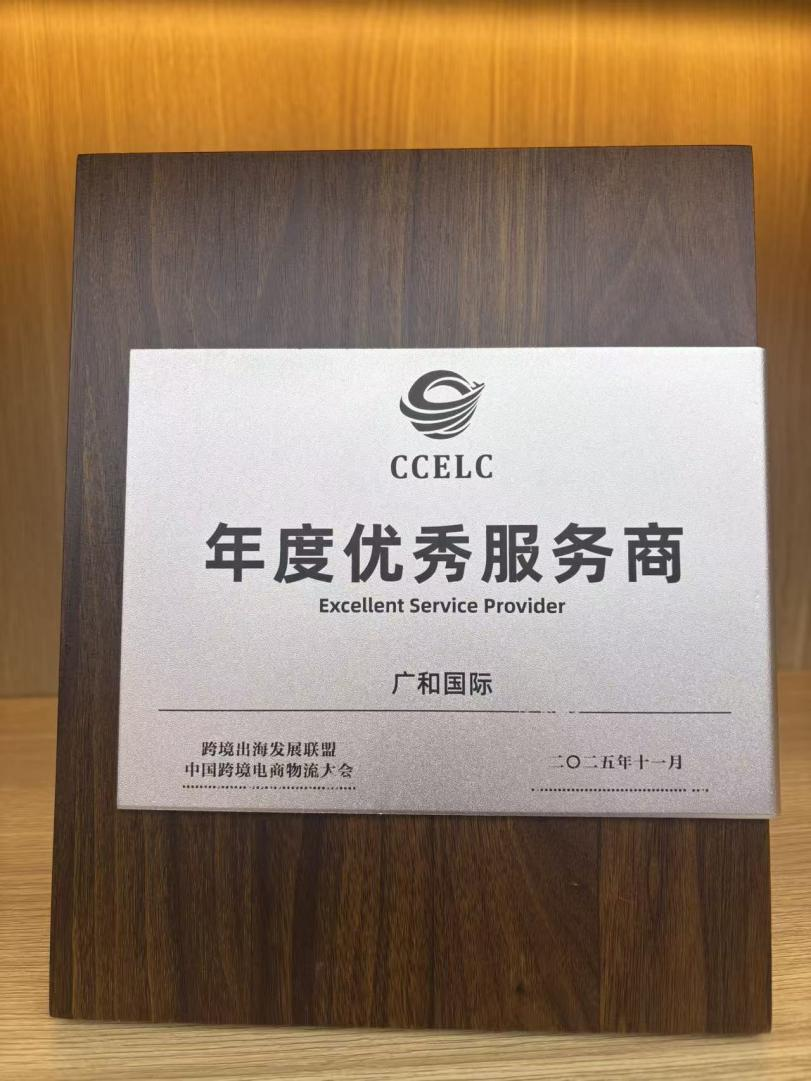 CCELC
年度优秀服务商
Excellent Service Provider
广和国际
跨境出海发展联盟
中国跨境电商物流大会
二〇二五年十一月